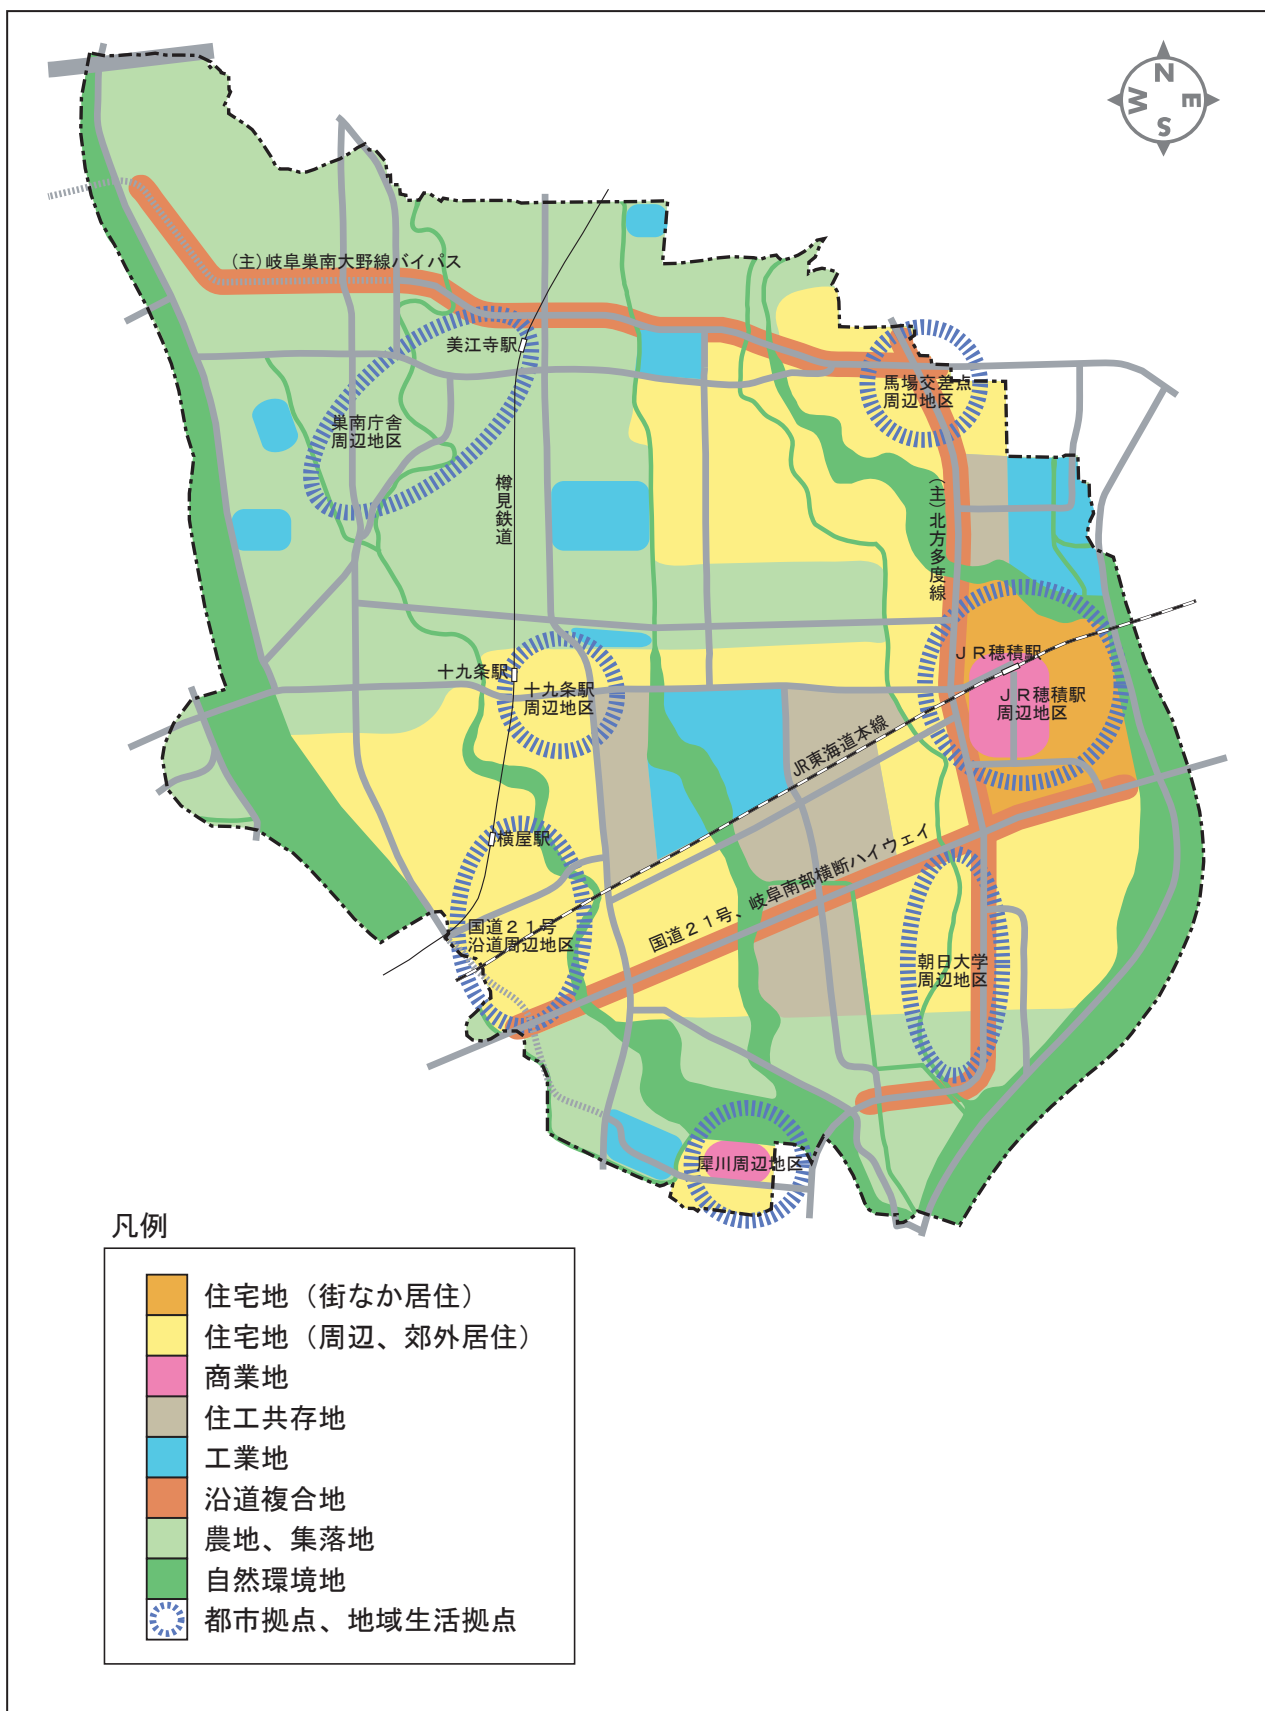 N
W
E
S
（主）岐阜巣南大野線バイパス
美江寺駅
馬場交差点
周辺地区
巣南庁舎
周辺地区
樽見鉄道
（主）北方多度線
ＪＲ穂積駅
十九条駅
十九条駅
周辺地区
ＪＲ穂積駅
周辺地区
JR東海道本線
横屋駅
国道２１号、岐阜南部横断ハイウェイ
国道２１号
沿道周辺地区
朝日大学
周辺地区
犀川周辺地区
凡例
住宅地（街なか居住）
住宅地（周辺、郊外居住）
商業地
住工共存地
工業地
沿道複合地
農地、集落地
自然環境地
都市拠点、地域生活拠点